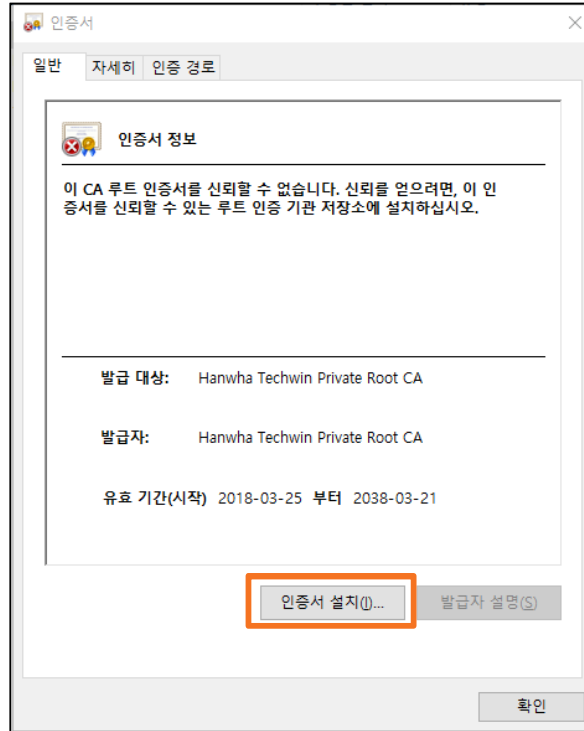 인증서
일반 자세히 인증 경로
인증서 정보
이 CA 루트 인증서를 신뢰할 수 없습니다. 신뢰를 얻으려면, 이 인
증서를 신뢰할 수 있는 루트 인증 기관 저장소에 설치하십시오.
발급 대상: Hanwha Techwin Private Root CA
발급자: Hanwha Techwin Private Root CA
유효 기간(시작) 2018-03-25 부터 2038-03-21
인증서 설치(I)... 발급자 설명(S)
확인